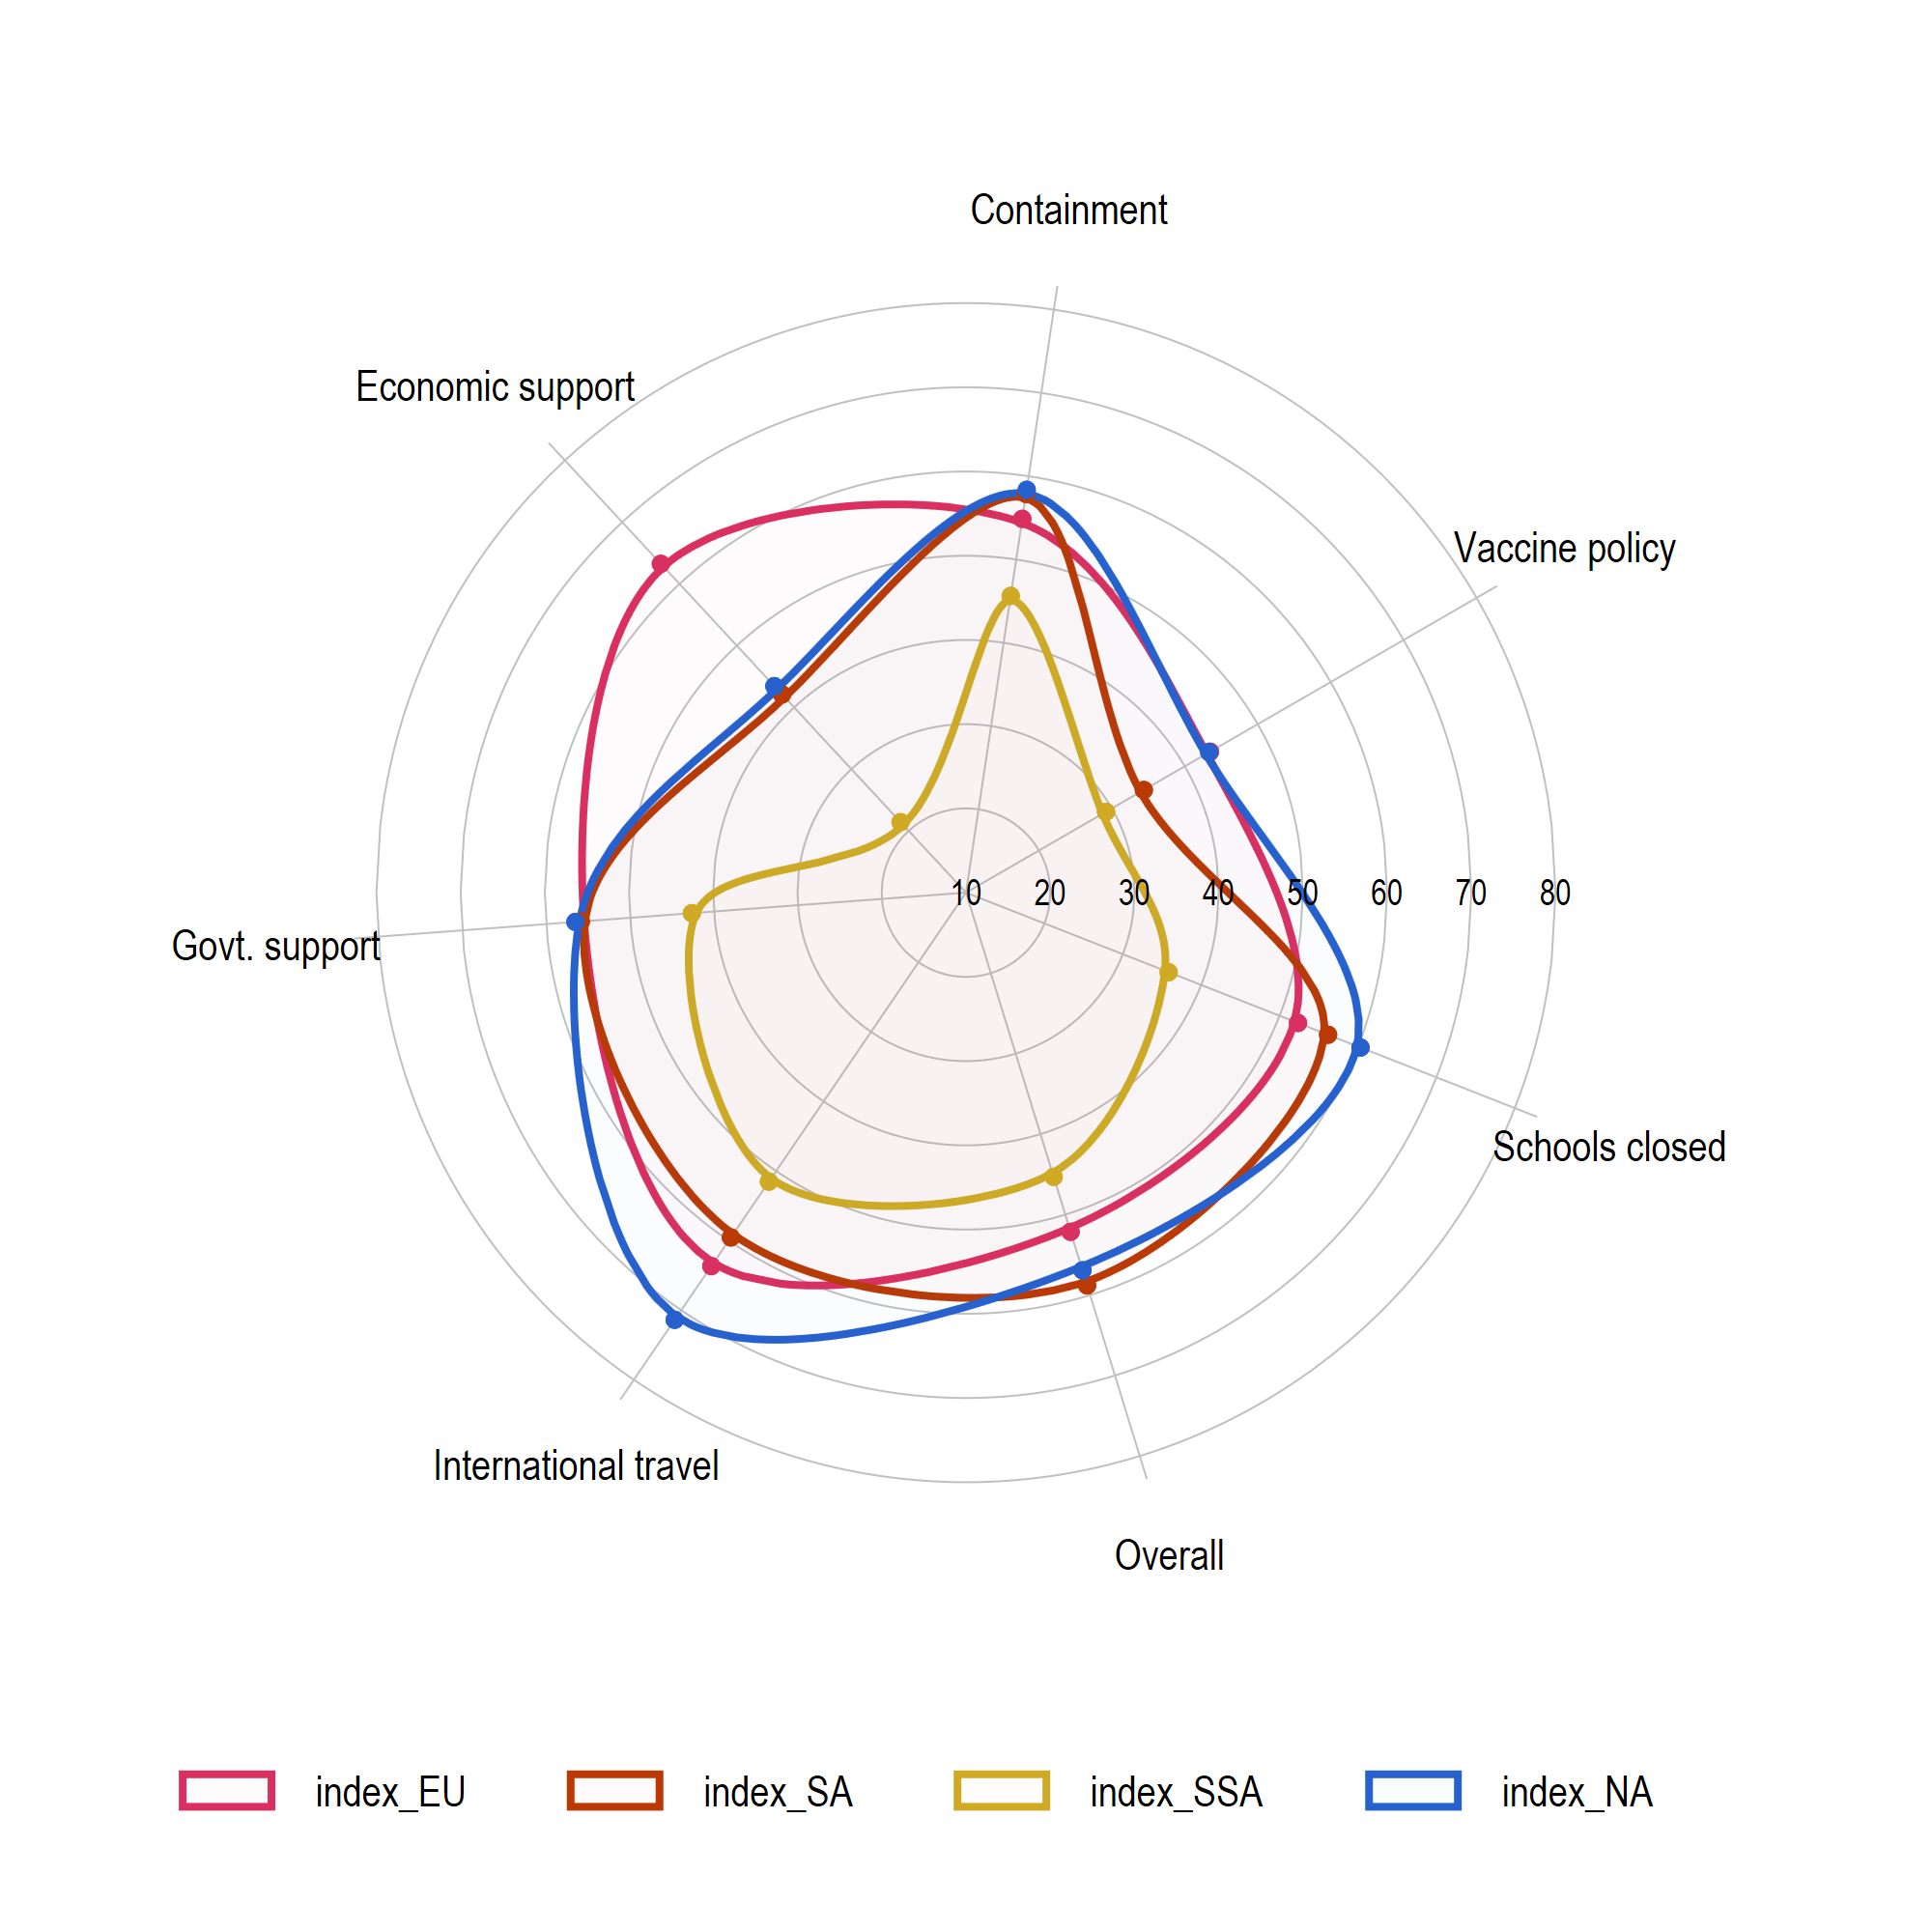 Containment
Economic support
Vaccine policy
10 20 30 40 50 60 70 80
Govt. support
Schools closed
International travel
Overall
index_EU index_SA index_SSA index_NA